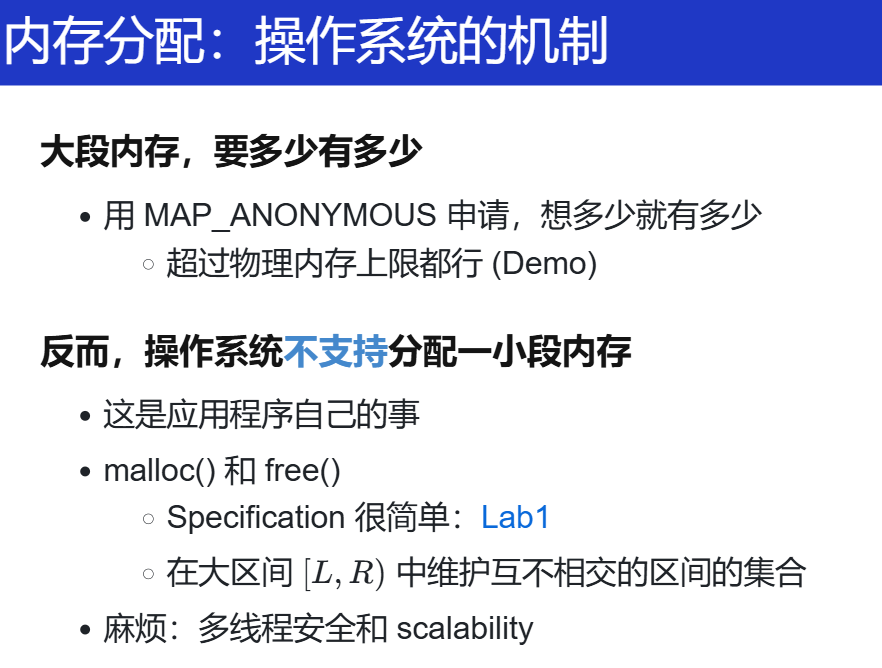 内存分配：操作系统的机制
大段内存，要多少有多少
用 MAP_ANONYMOUS 申请，想多少就有多少
超过物理内存上限都行 (Demo)
反而，操作系统不支持分配一小段内存
这是应用程序自己的事
malloc() 和 free()
Specification 很简单：Lab1
在大区间 [L, R) 中维护互不相交的区间的集合
麻烦：多线程安全和 scalability